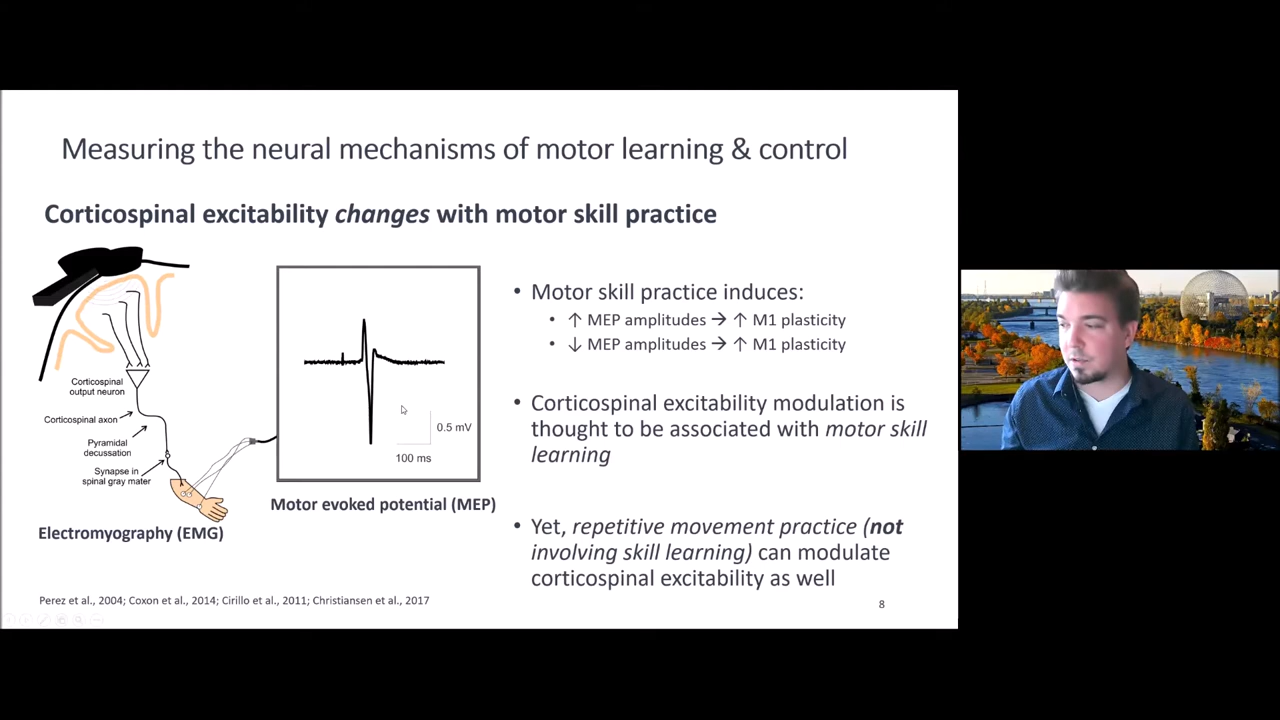 Measuring the neural mechanisms of motor learning & control
Corticospinal excitability changes with motor skill practice
Corticospinal
output neuron
Corticospinal axon
Pyramidal
decussation
Synapse in
spinal gray mater
Electromyography (EMG)
0.5 mV
100 ms
Motor evoked potential (MEP)
• Motor skill practice induces:
• ↑ MEP amplitudes → ↑ M1 plasticity
• ↓ MEP amplitudes → ↑ M1 plasticity
• Corticospinal excitability modulation is
thought to be associated with motor skill
learning
• Yet, repetitive movement practice (not
involving skill learning) can modulate
corticospinal excitability as well
Perez et al., 2004; Coxon et al., 2014; Cirillo et al., 2011; Christiansen et al., 2017
8